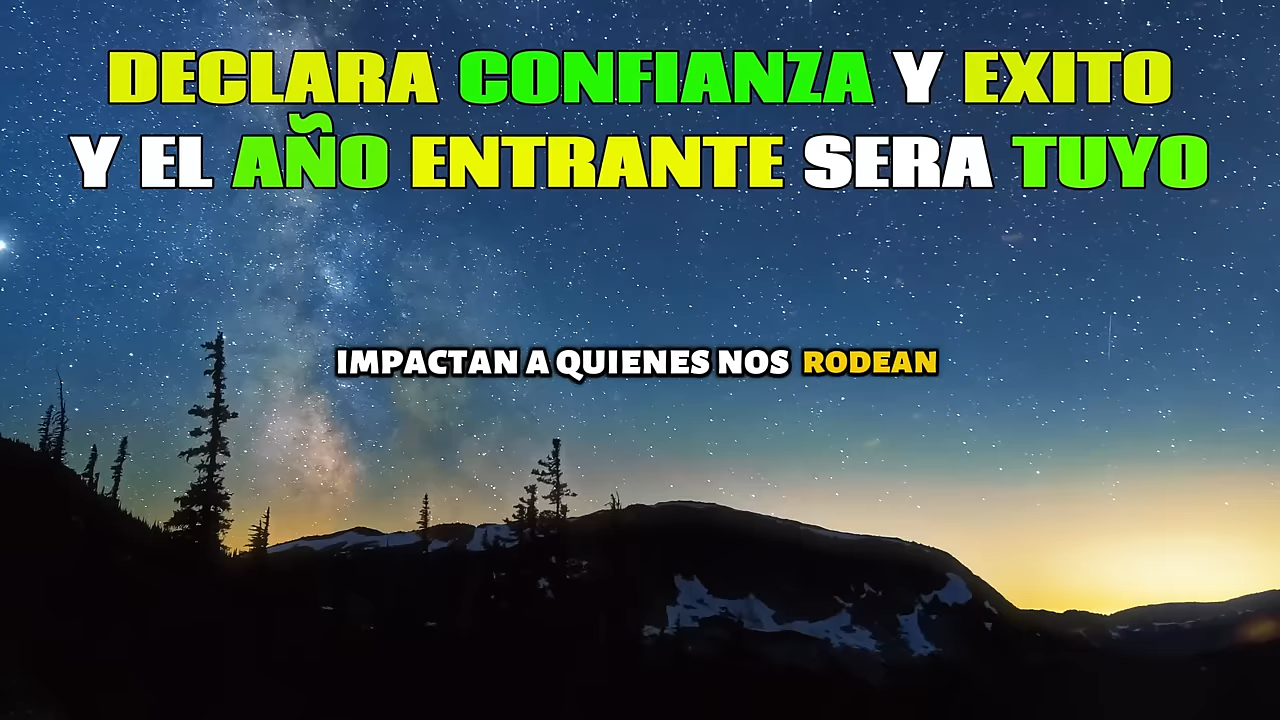 DECLARA CONFIANZA Y EXITO
Y EL AÑO ENTRANTE SERA TUYO
IMPACTAN A QUIENES NOS RODEAN